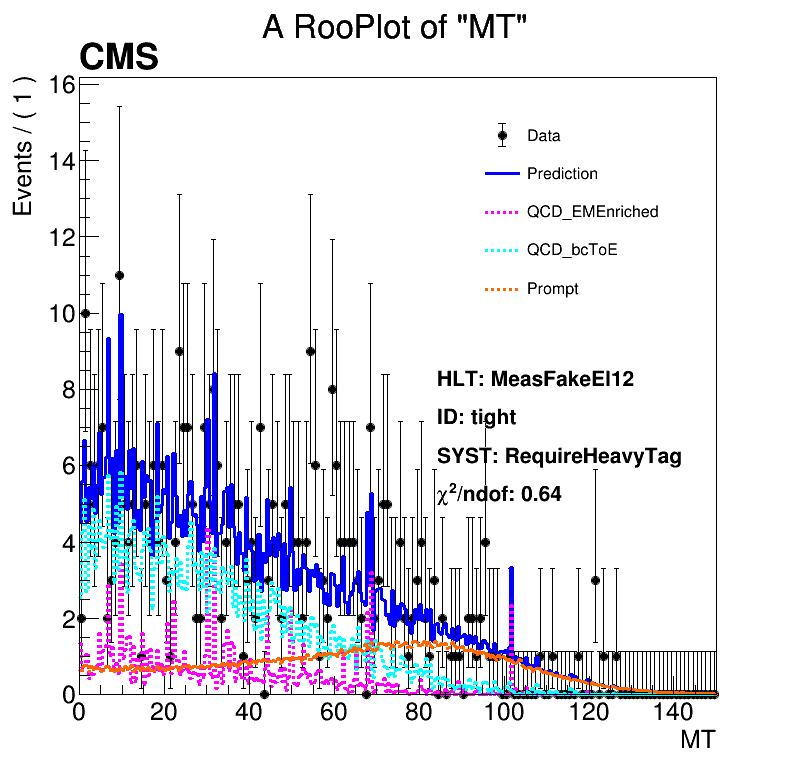 A RooPlot of "MT"
CMS
Events / ( 1 )
16
14
12
10
8
6
4
2
0
Data
Prediction
QCD_EMEnriched
QCD_bcToE
Prompt
HLT: MeasFakeEl12
ID: tight
SYST: RequireHeavyTag
χ²/ndof: 0.64
0 20 40 60 80 100 120 140
MT